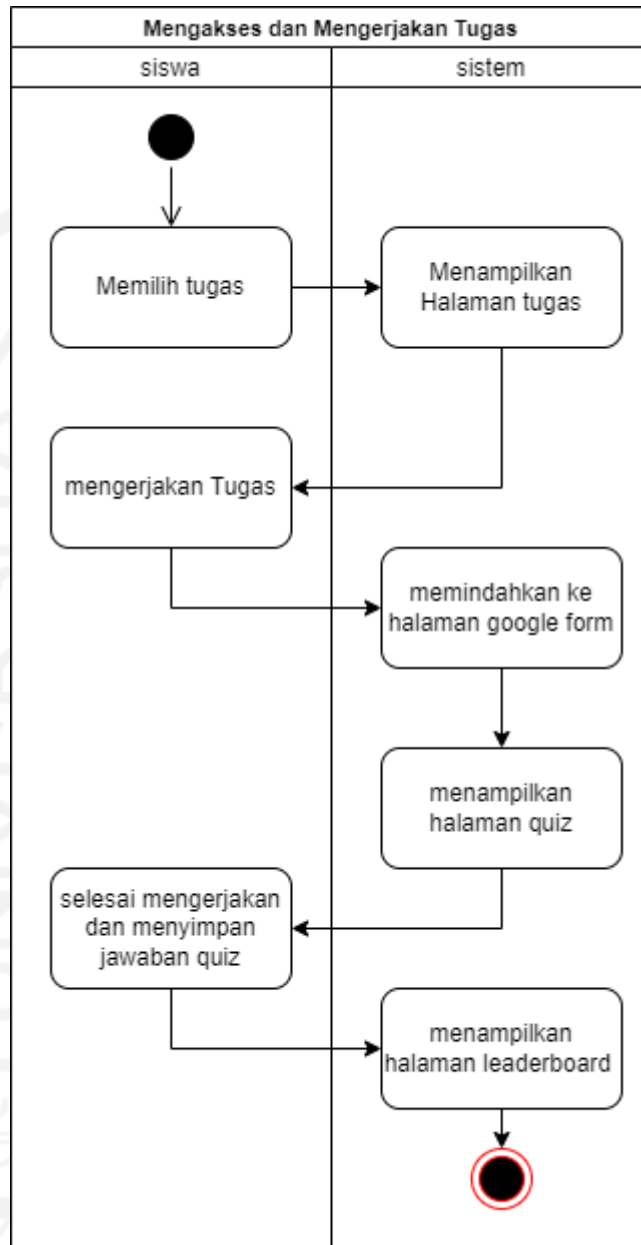 Mengakses dan Mengerjakan Tugas
siswa
sistem
Memilih tugas
Menampilkan
Halaman tugas
mengerjakan Tugas
memindahkan ke
halaman google form
menampilkan
halaman quiz
selesai mengerjakan
dan menyimpan
jawaban quiz
menampilkan
halaman leaderboard